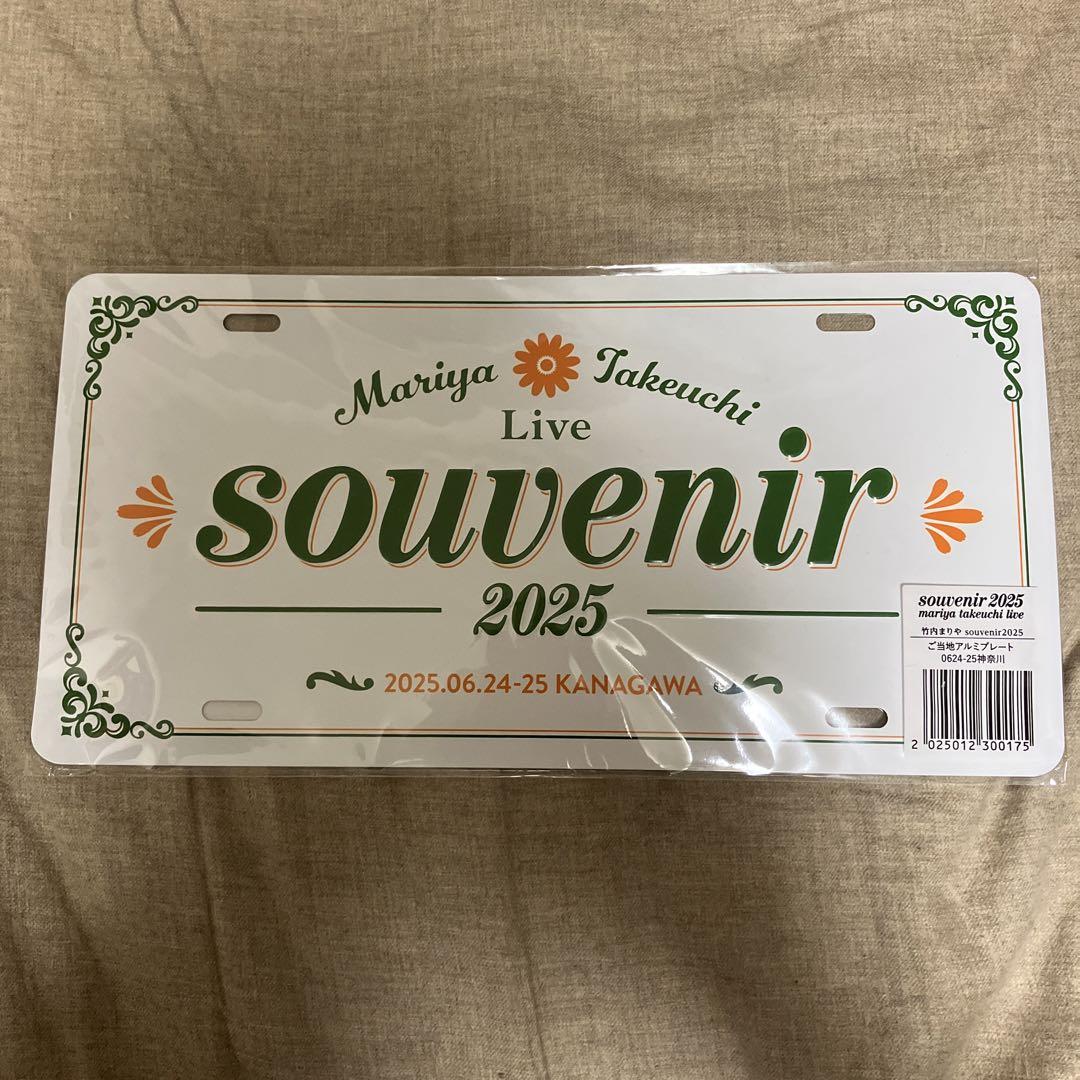 Mariya Takeuchi
Live
souvenir
2025
2025.06.24-25 KANAGAWA
souvenir 2025
mariya takeuchi live
竹内まりや souvenir2025
ご当地アルミプレート
0624-25神奈川
2 025012 300175